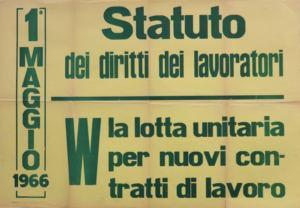 1°
MAGGIO
1966
Statuto
dei diritti dei lavoratori
W la lotta unitaria
per nuovi con-
tratti di lavoro